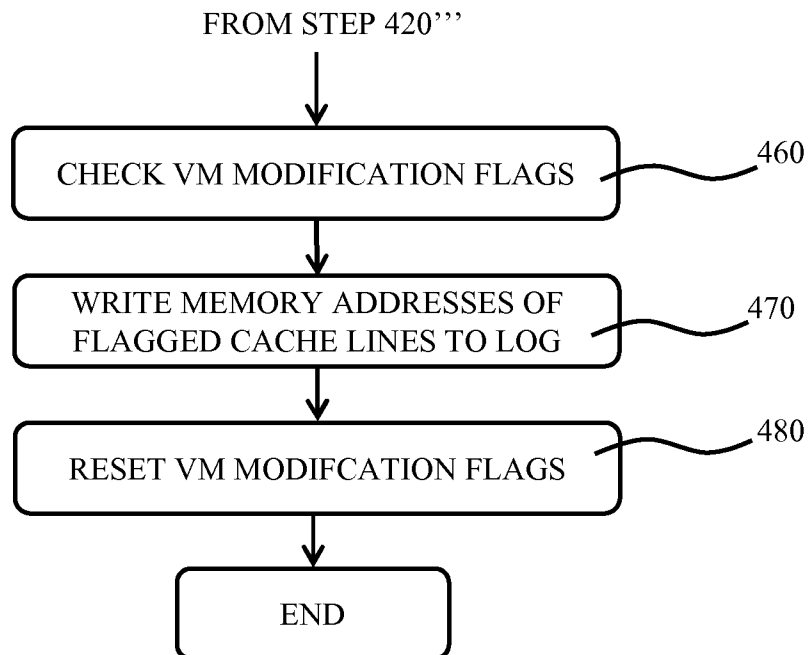 FROM STEP 420’’’
CHECK VM MODIFICATION FLAGS
460
WRITE MEMORY ADDRESSES OF
FLAGGED CACHE LINES TO LOG
470
RESET VM MODIFCATION FLAGS
480
END